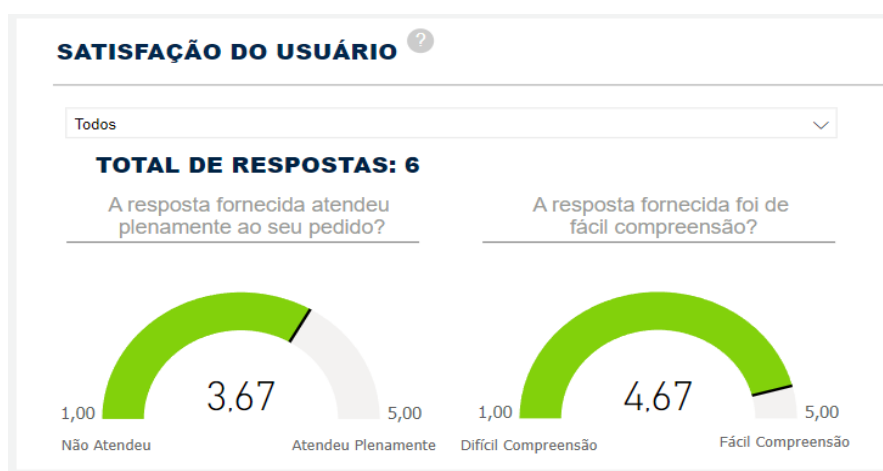 SATISFAÇÃO DO USUÁRIO ?
Todos
TOTAL DE RESPOSTAS: 6
A resposta fornecida atendeu
plenamente ao seu pedido?
3,67
1,00
5,00
Não Atendeu
Atendeu Plenamente
A resposta fornecida foi de
fácil compreensão?
4,67
1,00
5,00
Difícil Compreensão
Fácil Compreensão